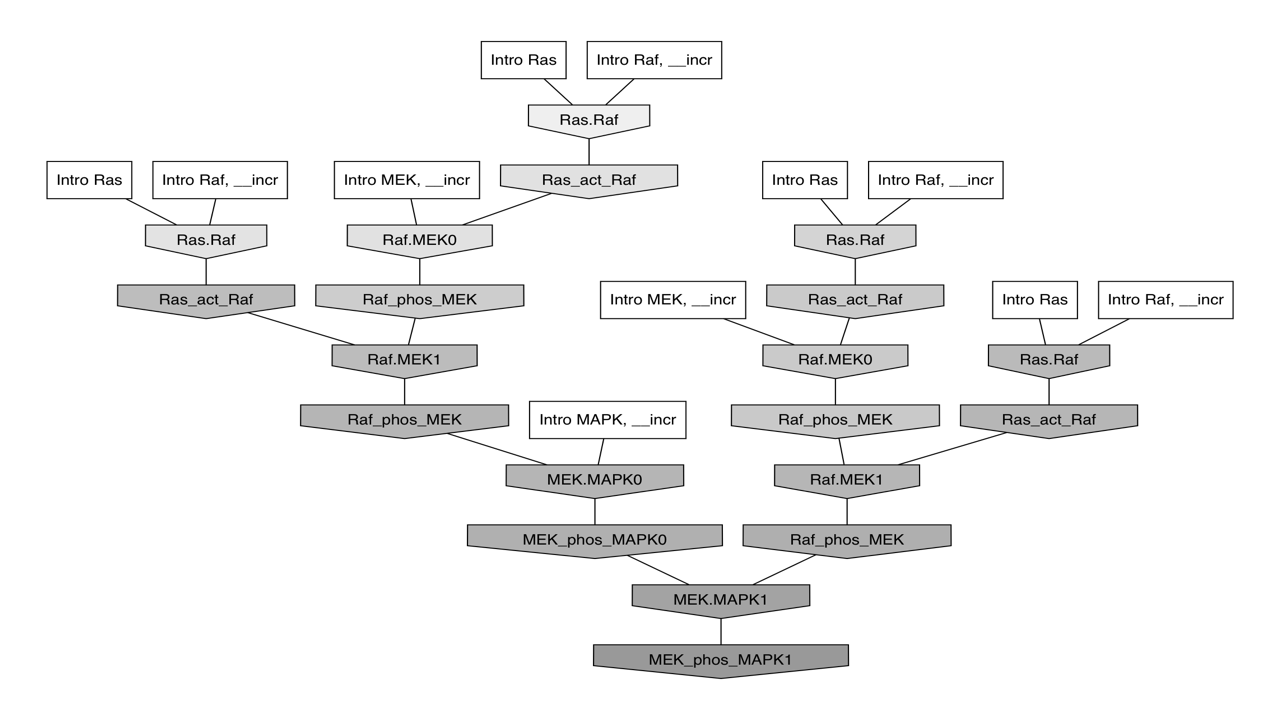 Intro Ras
Intro Raf, __incr
Ras.Raf
Intro Ras
Intro Raf, __incr
Intro MEK, __incr
Ras_act_Raf
Intro Ras
Intro Raf, __incr
Ras.Raf
Raf.MEK0
Ras.Raf
Ras_act_Raf
Raf_phos_MEK
Intro MEK, __incr
Ras_act_Raf
Intro Ras
Intro Raf, __incr
Raf.MEK1
Raf.MEK0
Ras.Raf
Raf_phos_MEK
Intro MAPK, __incr
Raf_phos_MEK
Ras_act_Raf
MEK.MAPK0
Raf.MEK1
MEK_phos_MAPK0
Raf_phos_MEK
MEK.MAPK1
MEK_phos_MAPK1